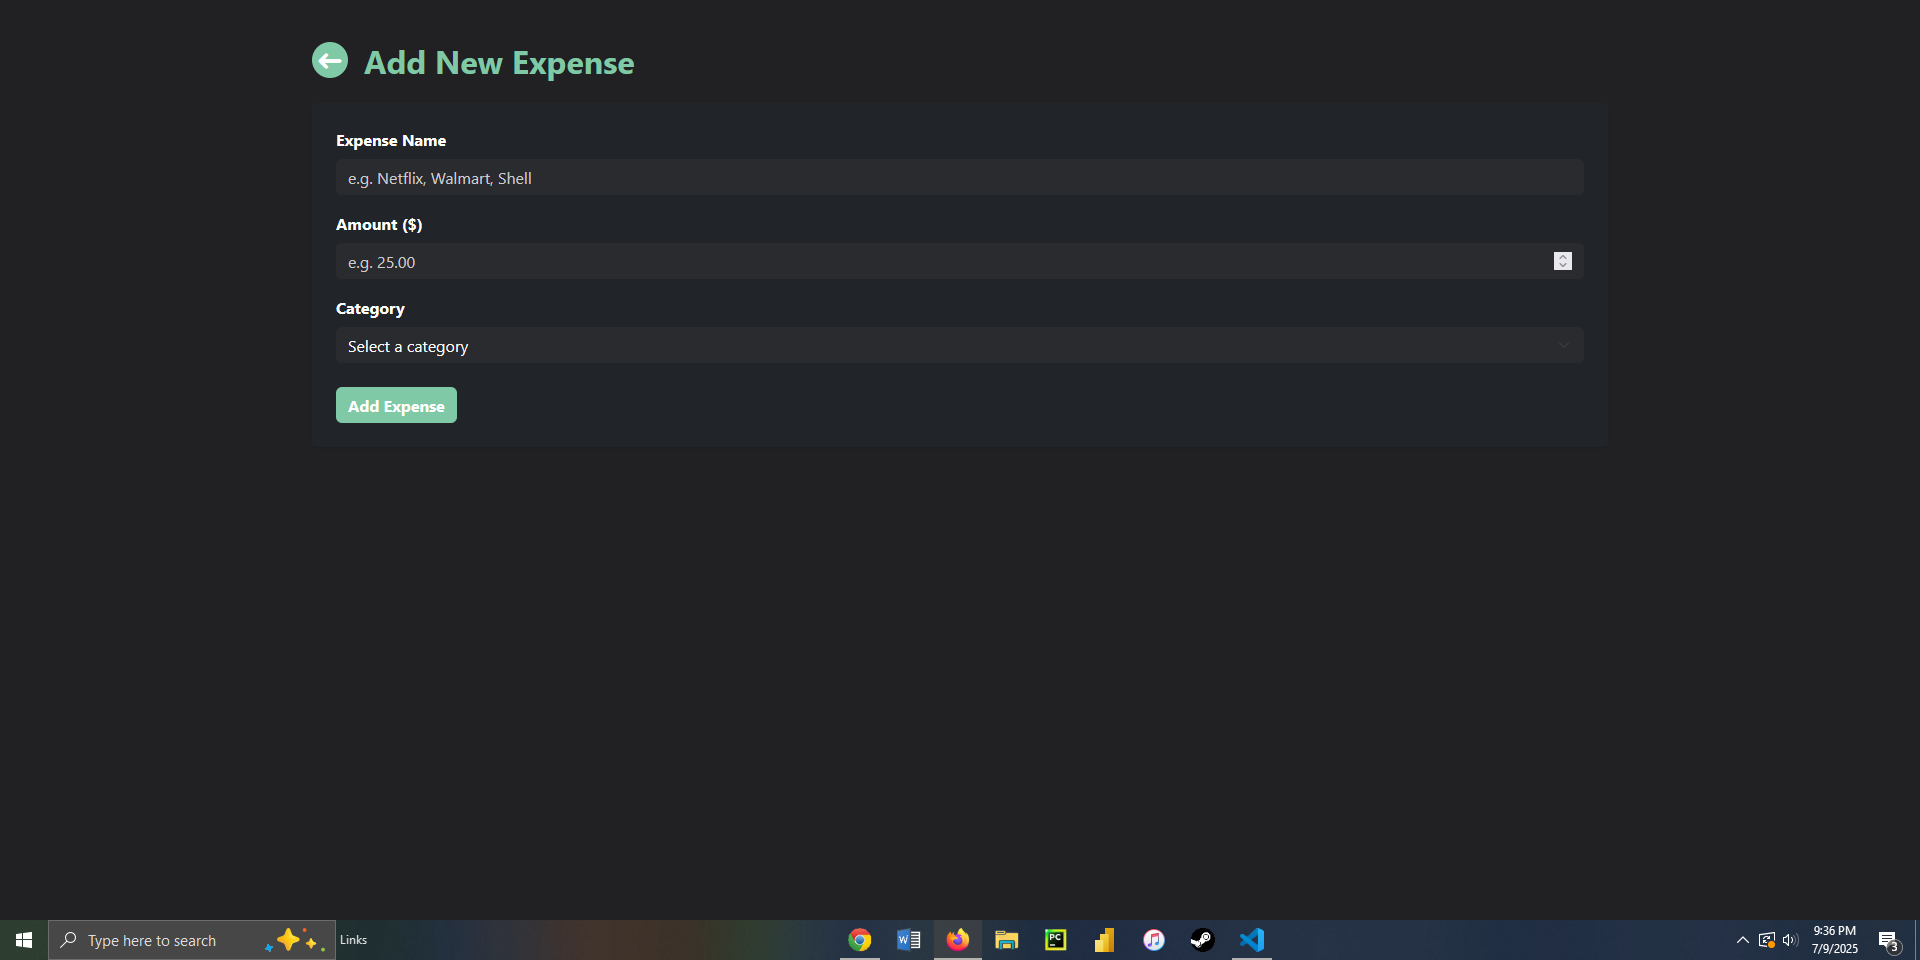 Add New Expense
Expense Name
e.g. Netflix, Walmart, Shell
Amount ($)
e.g. 25.00
Category
Select a category
Add Expense
Type here to search
Links
W
PC
9:36 PM
7/9/2025
3